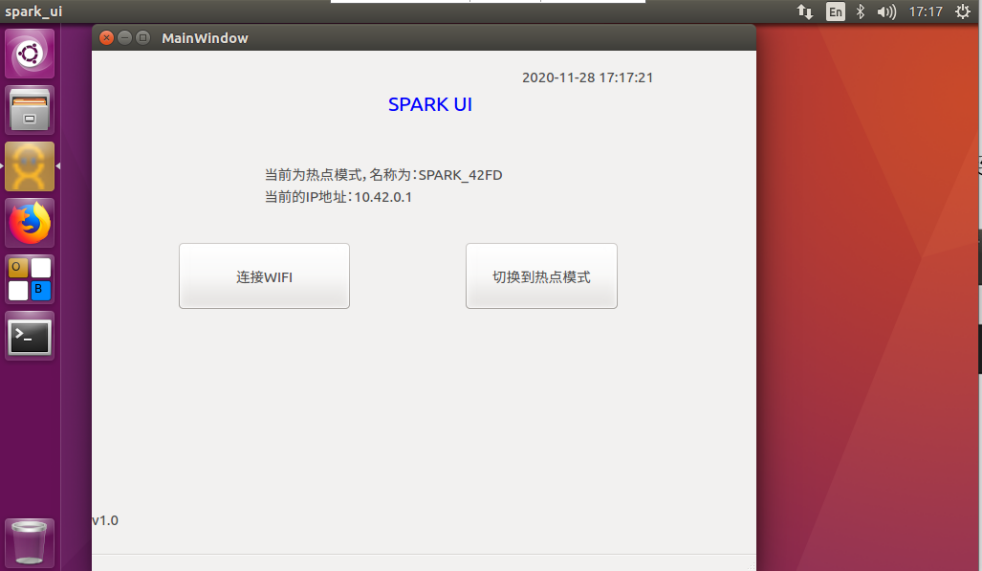 spark_ui
En
17:17
MainWindow
2020-11-28 17:17:21
SPARK UI
当前为热点模式,名称为:SPARK_42FD
当前的IP地址:10.42.0.1
连接WIFI
切换到热点模式
O
B
>_
v1.0